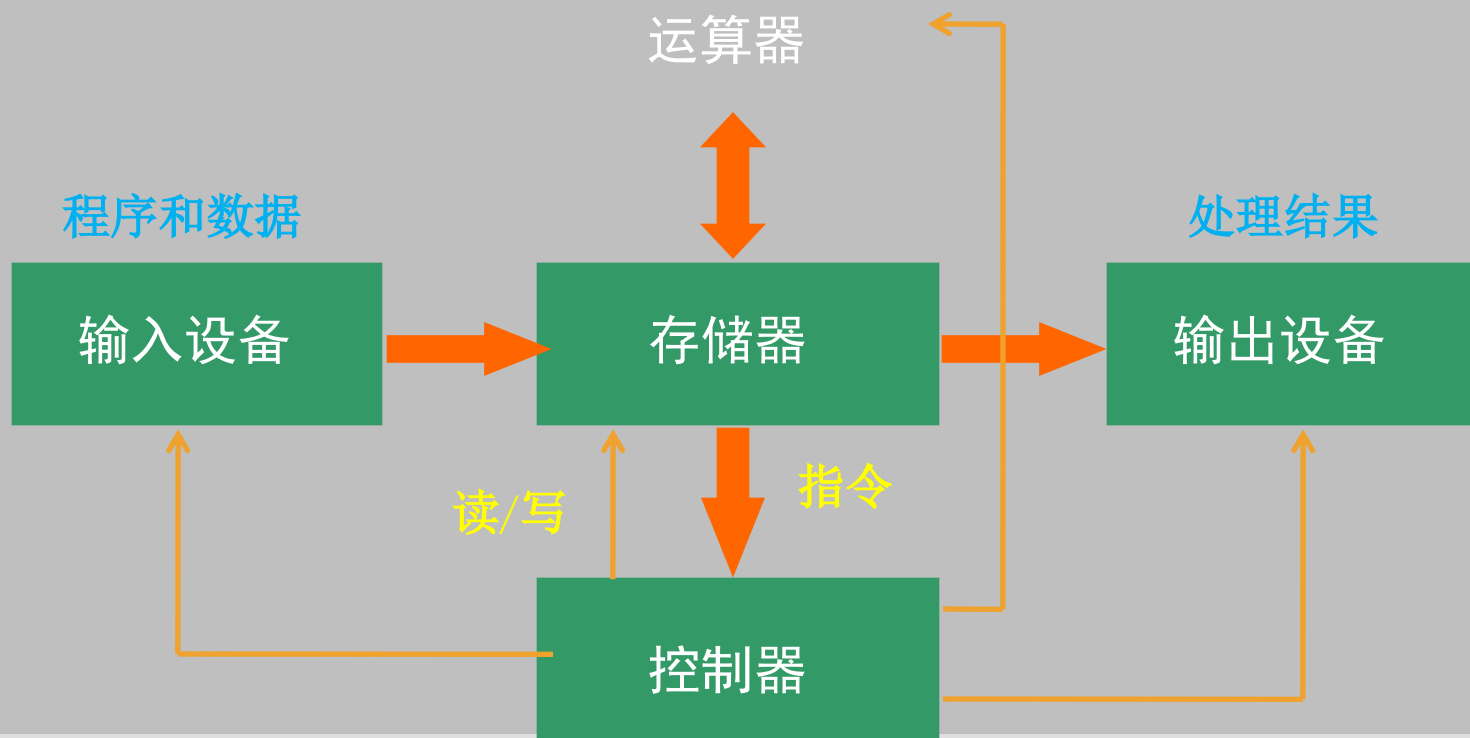 运算器
程序和数据
处理结果
输入设备
存储器
输出设备
读/写
指令
控制器